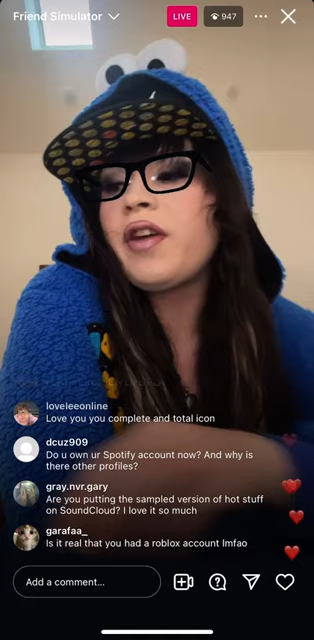 Friend Simulator
LIVE
947
loveieeonline
Love you you complete and total icon
dcuz909
Do u own ur Spotify account now? And why is
there other profiles?
gray.nvr.gary
Are you putting the sampled version of hot stuff
on SoundCloud? I love it so much
garafaa_
Is it real that you had a roblox account lmfao
Add a comment...